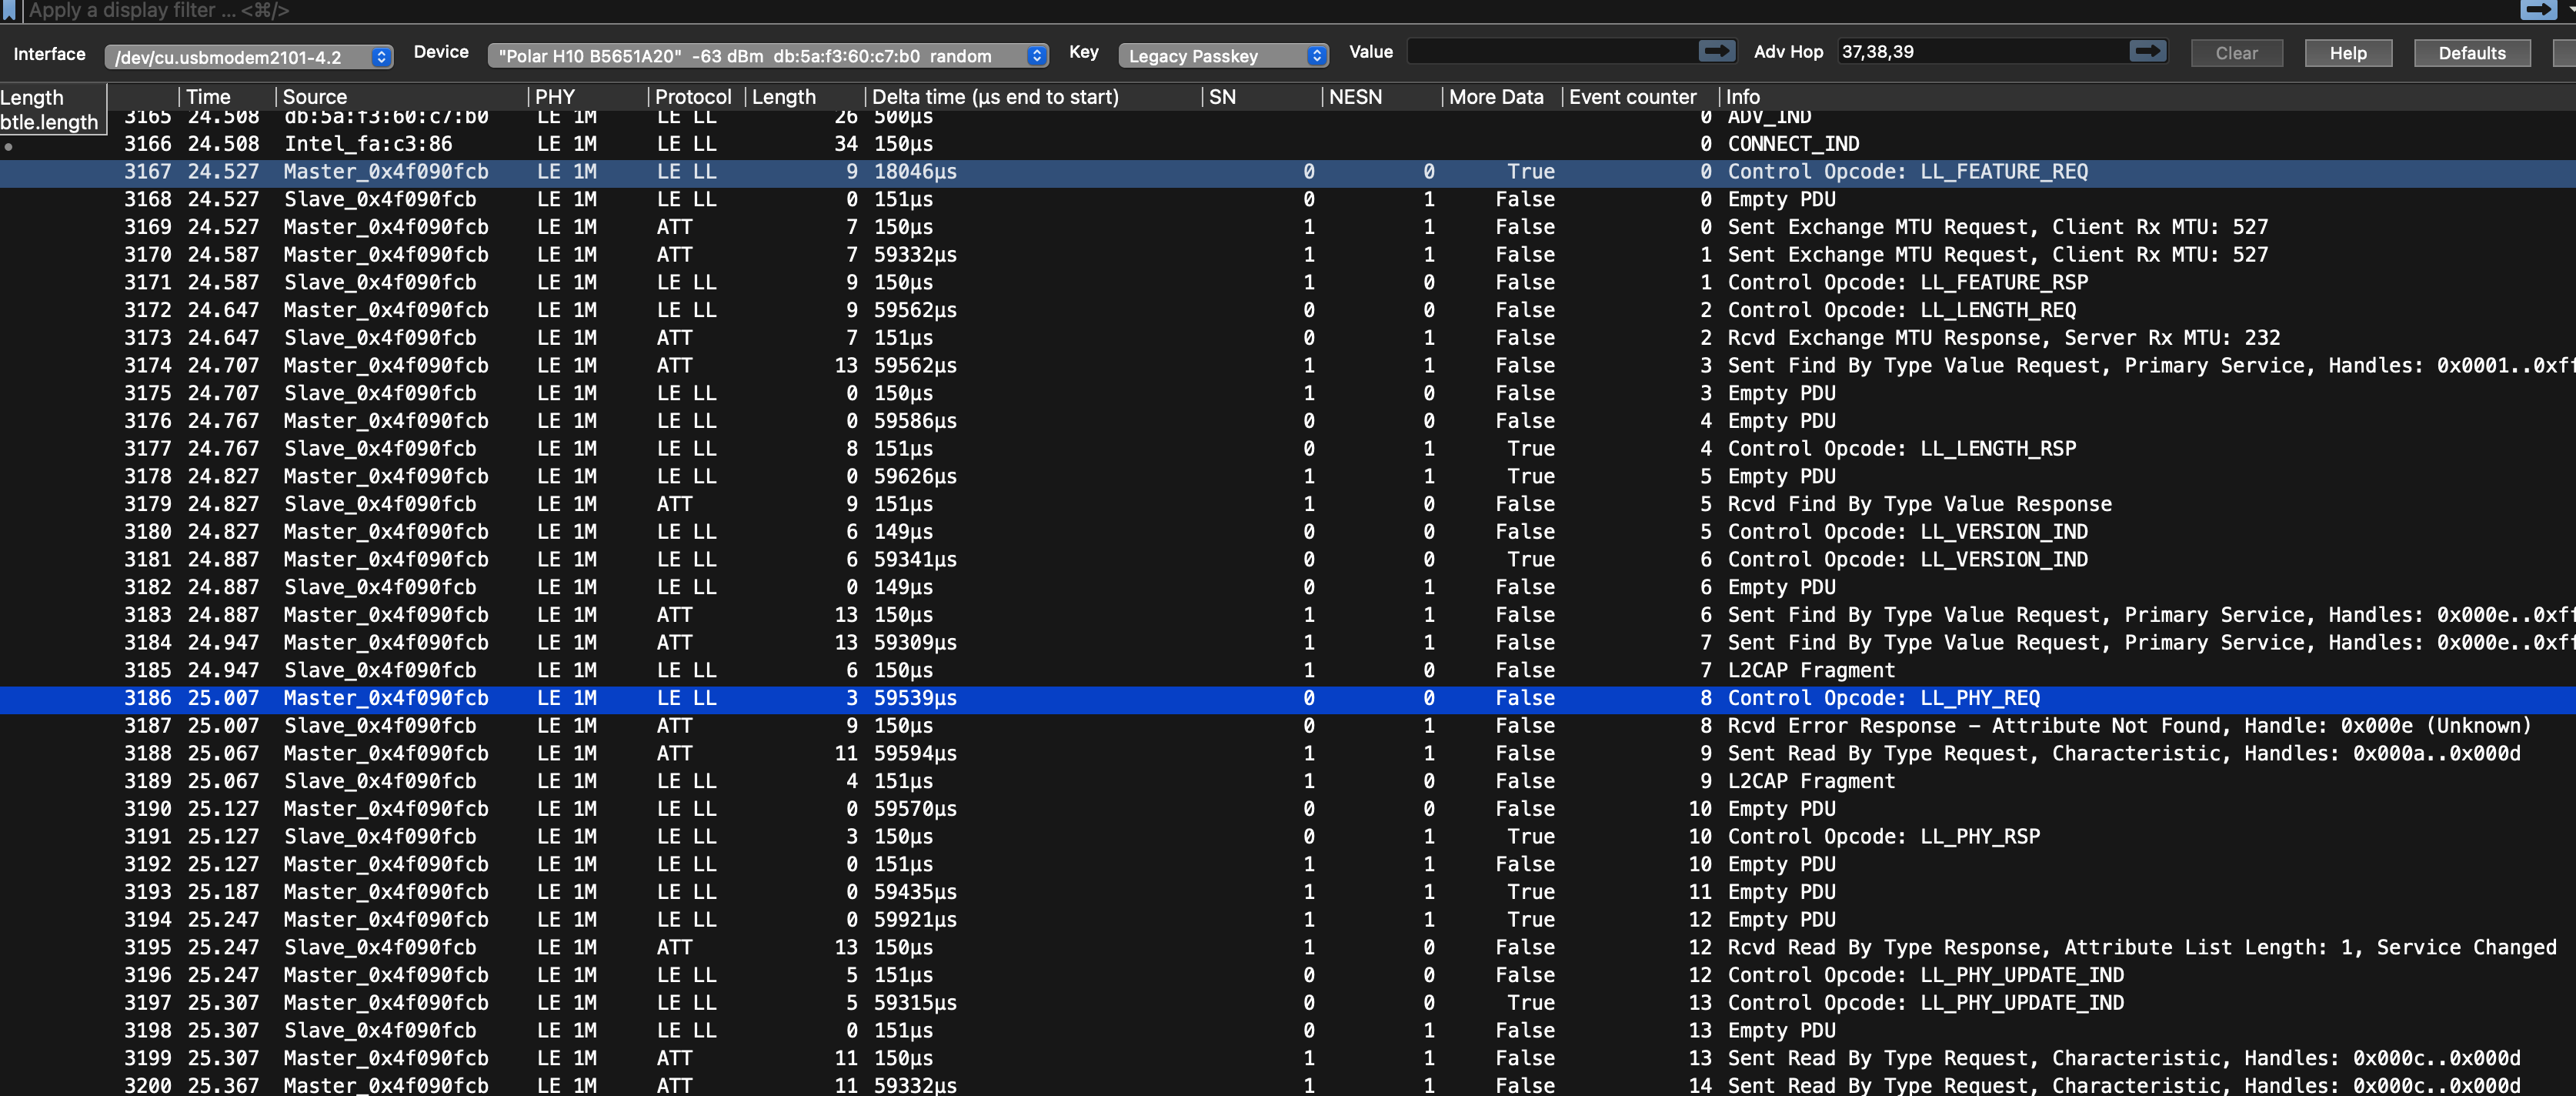 Apply a display filter … <⌘/>
Interface /dev/cu.usbmodem2101-4.2 Device "Polar H10 B5651A20" -63 dBm db:5a:f3:60:c7:b0 random Key Legacy Passkey Value Adv Hop 37,38,39 Clear Help Defaults
Length
btle.length
Time Source PHY Protocol Length Delta time (µs end to start) SN NESN More Data Event counter Info
3165 24.508 db:5a:f3:60:c7:b0 LE 1M LE LL 26 500µs 0 ADV_IND
3166 24.508 Intel_fa:c3:86 LE 1M LE LL 34 150µs 0 CONNECT_IND
3167 24.527 Master_0x4f090fcb LE 1M LE LL 9 18046µs 0 0 True 0 Control Opcode: LL_FEATURE_REQ
3168 24.527 Slave_0x4f090fcb LE 1M LE LL 0 151µs 0 1 False 0 Empty PDU
3169 24.527 Master_0x4f090fcb LE 1M ATT 7 150µs 1 1 False 0 Sent Exchange MTU Request, Client Rx MTU: 527
3170 24.587 Master_0x4f090fcb LE 1M ATT 7 59332µs 1 1 False 1 Sent Exchange MTU Request, Client Rx MTU: 527
3171 24.587 Slave_0x4f090fcb LE 1M LE LL 9 150µs 1 0 False 1 Control Opcode: LL_FEATURE_RSP
3172 24.647 Master_0x4f090fcb LE 1M LE LL 9 59562µs 0 0 False 2 Control Opcode: LL_LENGTH_REQ
3173 24.647 Slave_0x4f090fcb LE 1M ATT 7 151µs 0 1 False 2 Rcvd Exchange MTU Response, Server Rx MTU: 232
3174 24.707 Master_0x4f090fcb LE 1M ATT 13 59562µs 1 1 False 3 Sent Find By Type Value Request, Primary Service, Handles: 0x0001..0xff
3175 24.707 Slave_0x4f090fcb LE 1M LE LL 0 150µs 1 0 False 3 Empty PDU
3176 24.767 Master_0x4f090fcb LE 1M LE LL 0 59586µs 0 0 False 4 Empty PDU
3177 24.767 Slave_0x4f090fcb LE 1M LE LL 8 151µs 0 1 True 4 Control Opcode: LL_LENGTH_RSP
3178 24.827 Master_0x4f090fcb LE 1M LE LL 0 59626µs 1 1 True 5 Empty PDU
3179 24.827 Slave_0x4f090fcb LE 1M ATT 9 151µs 1 0 False 5 Rcvd Find By Type Value Response
3180 24.827 Master_0x4f090fcb LE 1M LE LL 6 149µs 0 0 False 5 Control Opcode: LL_VERSION_IND
3181 24.887 Master_0x4f090fcb LE 1M LE LL 6 59341µs 0 0 True 6 Control Opcode: LL_VERSION_IND
3182 24.887 Slave_0x4f090fcb LE 1M LE LL 0 149µs 0 1 False 6 Empty PDU
3183 24.887 Master_0x4f090fcb LE 1M ATT 13 150µs 1 1 False 6 Sent Find By Type Value Request, Primary Service, Handles: 0x000e..0xff
3184 24.947 Master_0x4f090fcb LE 1M ATT 13 59309µs 1 1 False 7 Sent Find By Type Value Request, Primary Service, Handles: 0x000e..0xff
3185 24.947 Slave_0x4f090fcb LE 1M LE LL 6 150µs 1 0 False 7 L2CAP Fragment
3186 25.007 Master_0x4f090fcb LE 1M LE LL 3 59539µs 0 0 False 8 Control Opcode: LL_PHY_REQ
3187 25.007 Slave_0x4f090fcb LE 1M ATT 9 150µs 0 1 False 8 Rcvd Error Response – Attribute Not Found, Handle: 0x000e (Unknown)
3188 25.067 Master_0x4f090fcb LE 1M ATT 11 59594µs 1 1 False 9 Sent Read By Type Request, Characteristic, Handles: 0x000a..0x000d
3189 25.067 Slave_0x4f090fcb LE 1M LE LL 4 151µs 1 0 False 9 L2CAP Fragment
3190 25.127 Master_0x4f090fcb LE 1M LE LL 0 59570µs 0 0 False 10 Empty PDU
3191 25.127 Slave_0x4f090fcb LE 1M LE LL 3 150µs 0 1 True 10 Control Opcode: LL_PHY_RSP
3192 25.127 Master_0x4f090fcb LE 1M LE LL 0 151µs 1 1 False 10 Empty PDU
3193 25.187 Master_0x4f090fcb LE 1M LE LL 0 59435µs 1 1 True 11 Empty PDU
3194 25.247 Master_0x4f090fcb LE 1M LE LL 0 59921µs 1 1 True 12 Empty PDU
3195 25.247 Slave_0x4f090fcb LE 1M ATT 13 150µs 1 0 False 12 Rcvd Read By Type Response, Attribute List Length: 1, Service Changed
3196 25.247 Master_0x4f090fcb LE 1M LE LL 5 151µs 0 0 False 12 Control Opcode: LL_PHY_UPDATE_IND
3197 25.307 Master_0x4f090fcb LE 1M LE LL 5 59315µs 0 0 True 13 Control Opcode: LL_PHY_UPDATE_IND
3198 25.307 Slave_0x4f090fcb LE 1M LE LL 0 151µs 0 1 False 13 Empty PDU
3199 25.307 Master_0x4f090fcb LE 1M ATT 11 150µs 1 1 False 13 Sent Read By Type Request, Characteristic, Handles: 0x000c..0x000d
3200 25.367 Master_0x4f090fcb LE 1M ATT 11 59332µs 1 1 False 14 Sent Read By Type Request, Characteristic, Handles: 0x000c..0x000d